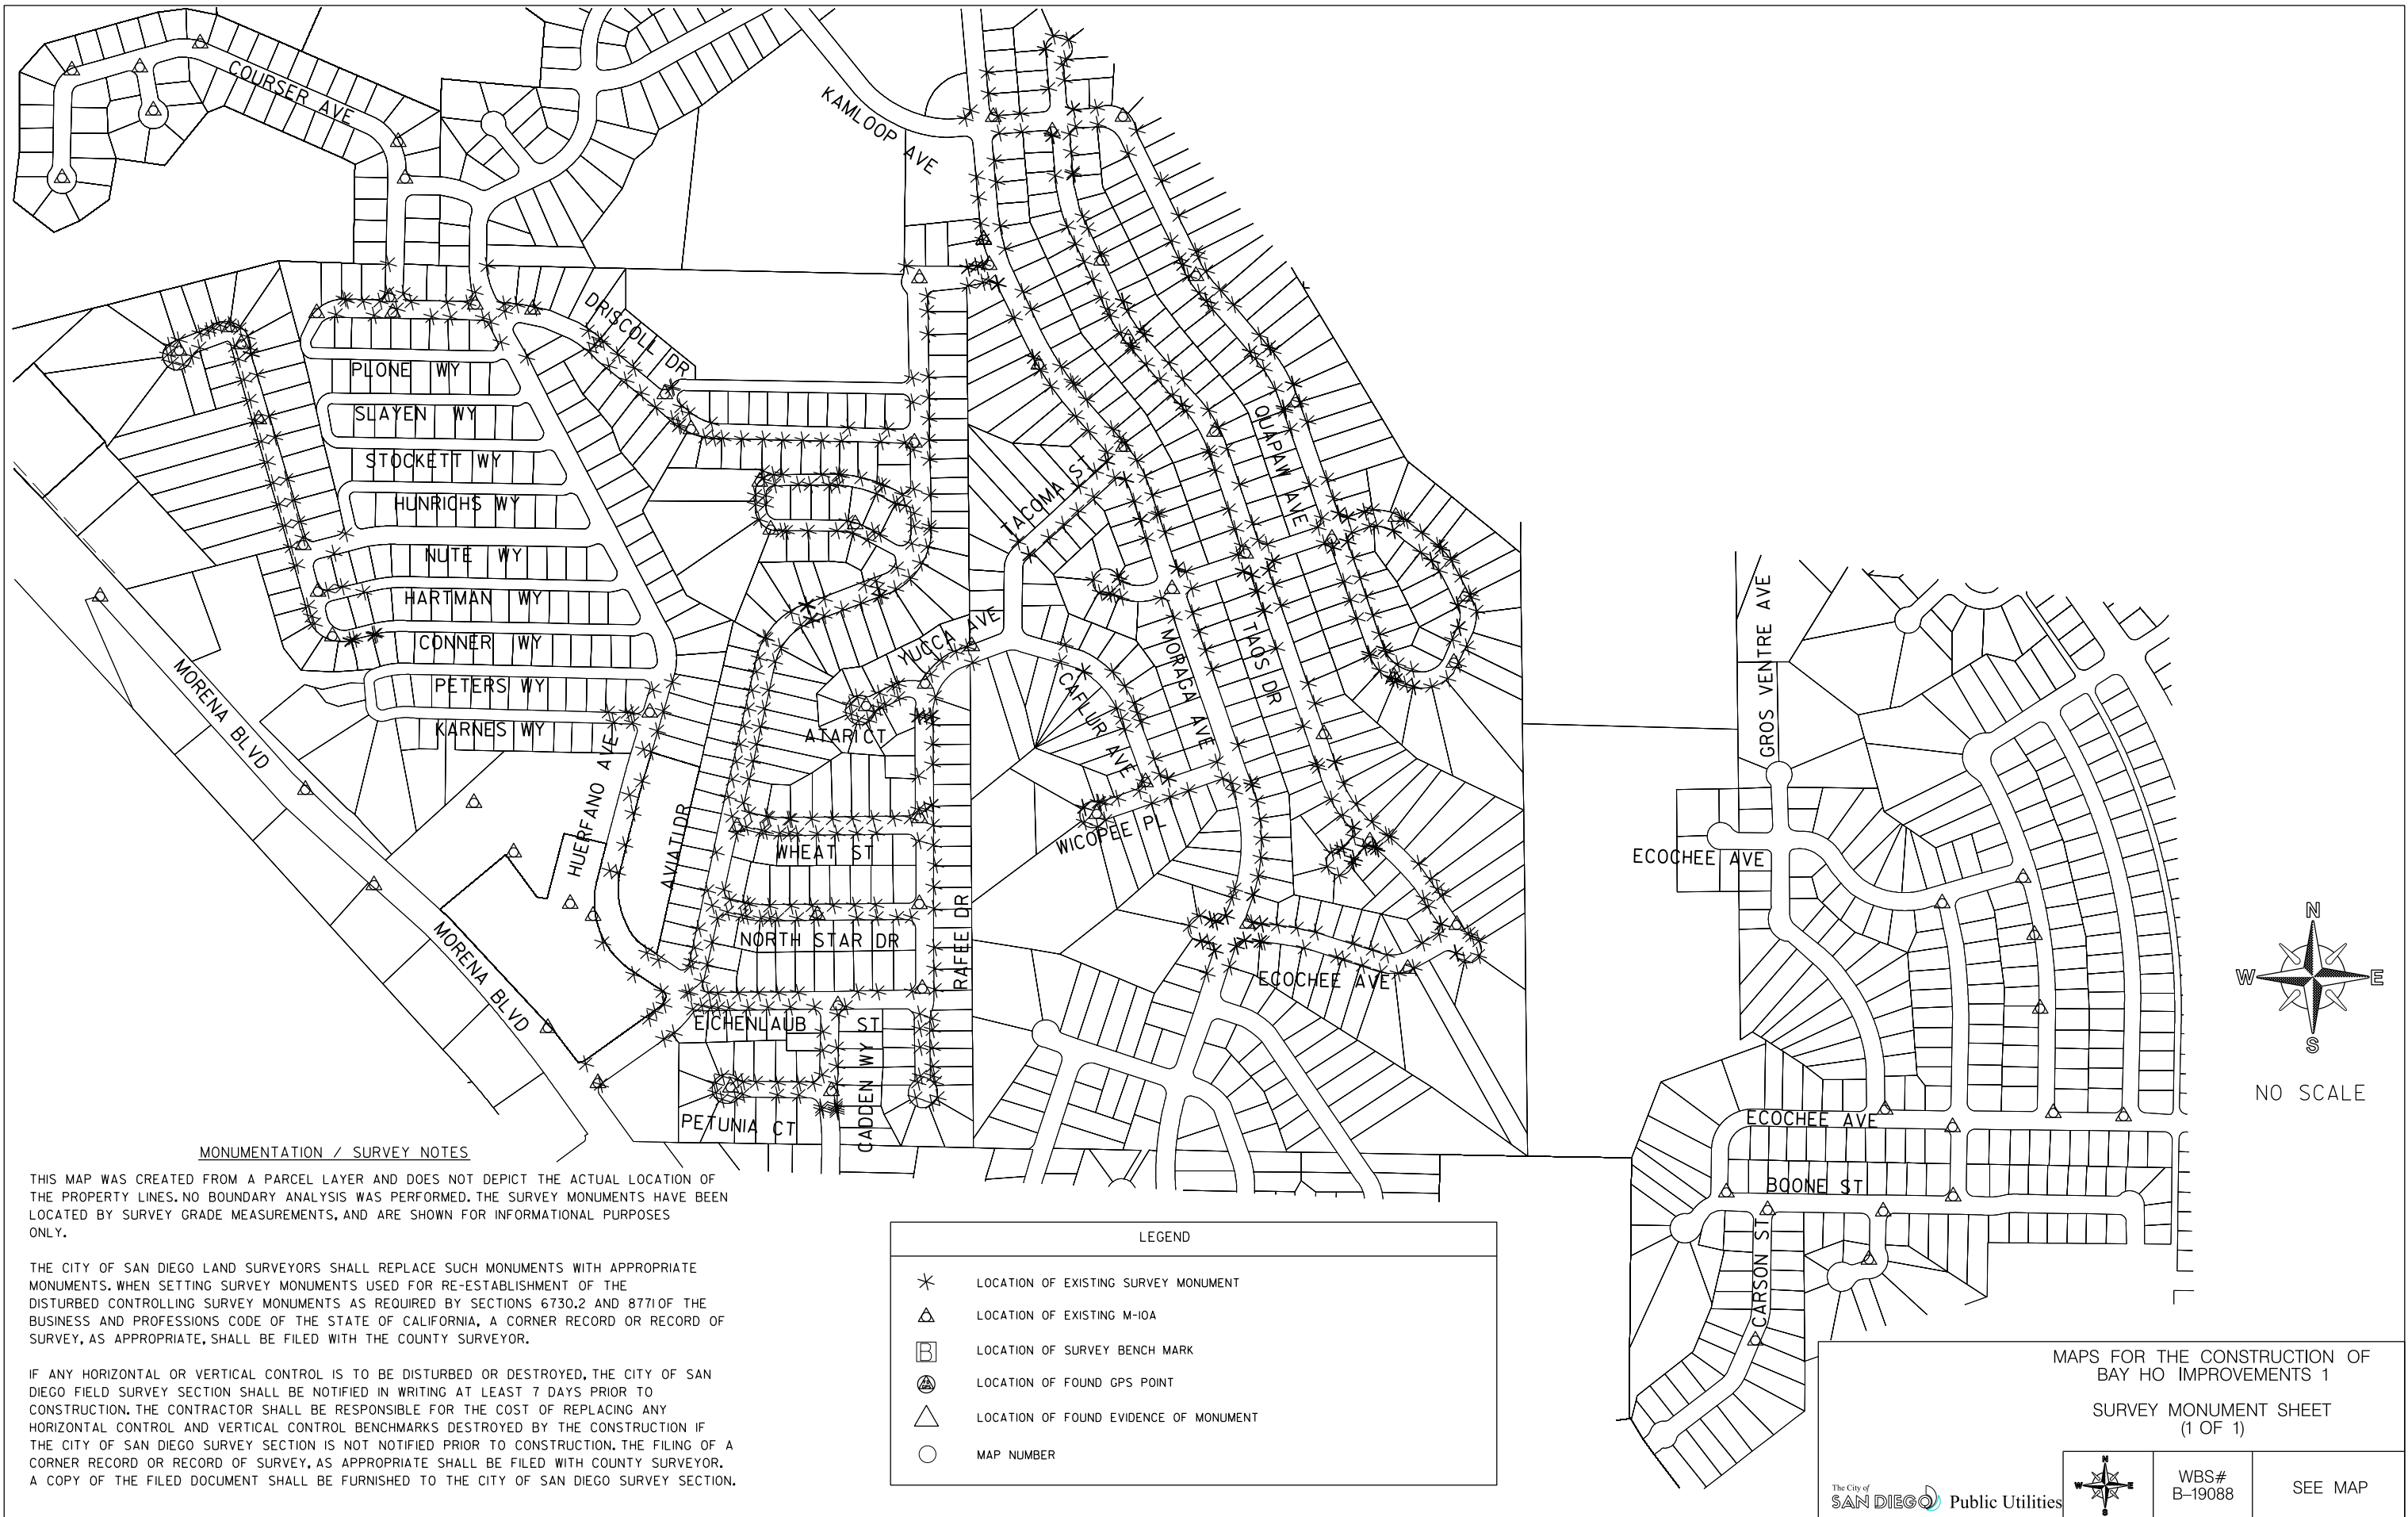 COURSER AVE
KAMLOOP AVE
DRISCOLL DR
PLONE WY
SLAYEN WY
STOCKETT WY
HUNRICHS WY
NUTE WY
HARTMAN WY
CONNER WY
PETERS WY
KARNES WY
MORENA BLVD
MORENA BLVD
HUERFANO AVE
AVIATI DR
ATARI CT
YUCCA AVE
TACOMA ST
QUAPAW AVE
MORAGA AVE
TAOS DR
CAFLUR AVE
WICOPEE PL
WHEAT ST
NORTH STAR DR
RAFEE DR
EICHENLAUB ST
CADDEN WY
PETUNIA CT
ECOCHEE AVE
GROS VENTRE AVE
ECOCHEE AVE
ECOCHEE AVE
BOONE ST
CARSON ST
N
W E
S
NO SCALE
MONUMENTATION / SURVEY NOTES
THIS MAP WAS CREATED FROM A PARCEL LAYER AND DOES NOT DEPICT THE ACTUAL LOCATION OF
THE PROPERTY LINES. NO BOUNDARY ANALYSIS WAS PERFORMED. THE SURVEY MONUMENTS HAVE BEEN
LOCATED BY SURVEY GRADE MEASUREMENTS, AND ARE SHOWN FOR INFORMATIONAL PURPOSES
ONLY.
THE CITY OF SAN DIEGO LAND SURVEYORS SHALL REPLACE SUCH MONUMENTS WITH APPROPRIATE
MONUMENTS. WHEN SETTING SURVEY MONUMENTS USED FOR RE-ESTABLISHMENT OF THE
DISTURBED CONTROLLING SURVEY MONUMENTS AS REQUIRED BY SECTIONS 6730.2 AND 8771 OF THE
BUSINESS AND PROFESSIONS CODE OF THE STATE OF CALIFORNIA, A CORNER RECORD OR RECORD OF
SURVEY, AS APPROPRIATE, SHALL BE FILED WITH THE COUNTY SURVEYOR.
IF ANY HORIZONTAL OR VERTICAL CONTROL IS TO BE DISTURBED OR DESTROYED, THE CITY OF SAN
DIEGO FIELD SURVEY SECTION SHALL BE NOTIFIED IN WRITING AT LEAST 7 DAYS PRIOR TO
CONSTRUCTION. THE CONTRACTOR SHALL BE RESPONSIBLE FOR THE COST OF REPLACING ANY
HORIZONTAL CONTROL AND VERTICAL CONTROL BENCHMARKS DESTROYED BY THE CONSTRUCTION IF
THE CITY OF SAN DIEGO SURVEY SECTION IS NOT NOTIFIED PRIOR TO CONSTRUCTION. THE FILING OF A
CORNER RECORD OR RECORD OF SURVEY, AS APPROPRIATE SHALL BE FILED WITH COUNTY SURVEYOR.
A COPY OF THE FILED DOCUMENT SHALL BE FURNISHED TO THE CITY OF SAN DIEGO SURVEY SECTION.
LEGEND
LOCATION OF EXISTING SURVEY MONUMENT
LOCATION OF EXISTING M-10A
B LOCATION OF SURVEY BENCH MARK
LOCATION OF FOUND GPS POINT
LOCATION OF FOUND EVIDENCE OF MONUMENT
MAP NUMBER
MAPS FOR THE CONSTRUCTION OF
BAY HO IMPROVEMENTS 1
SURVEY MONUMENT SHEET
(1 OF 1)
The City of
SAN DIEGO Public Utilities
N
W E
S
WBS#
B-19088
SEE MAP